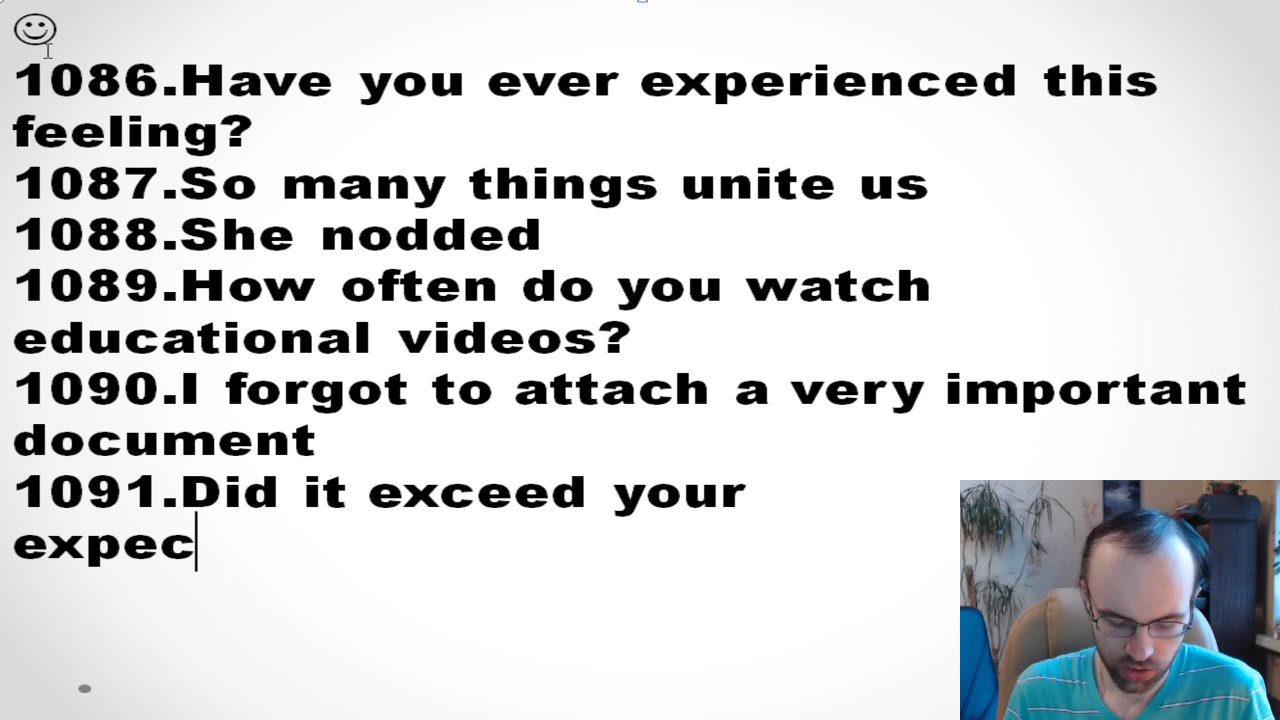 1086.Have you ever experienced this
feeling?
1087.So many things unite us
1088.She nodded
1089.How often do you watch
educational videos?
1090.I forgot to attach a very important
document
1091.Did it exceed your
expec